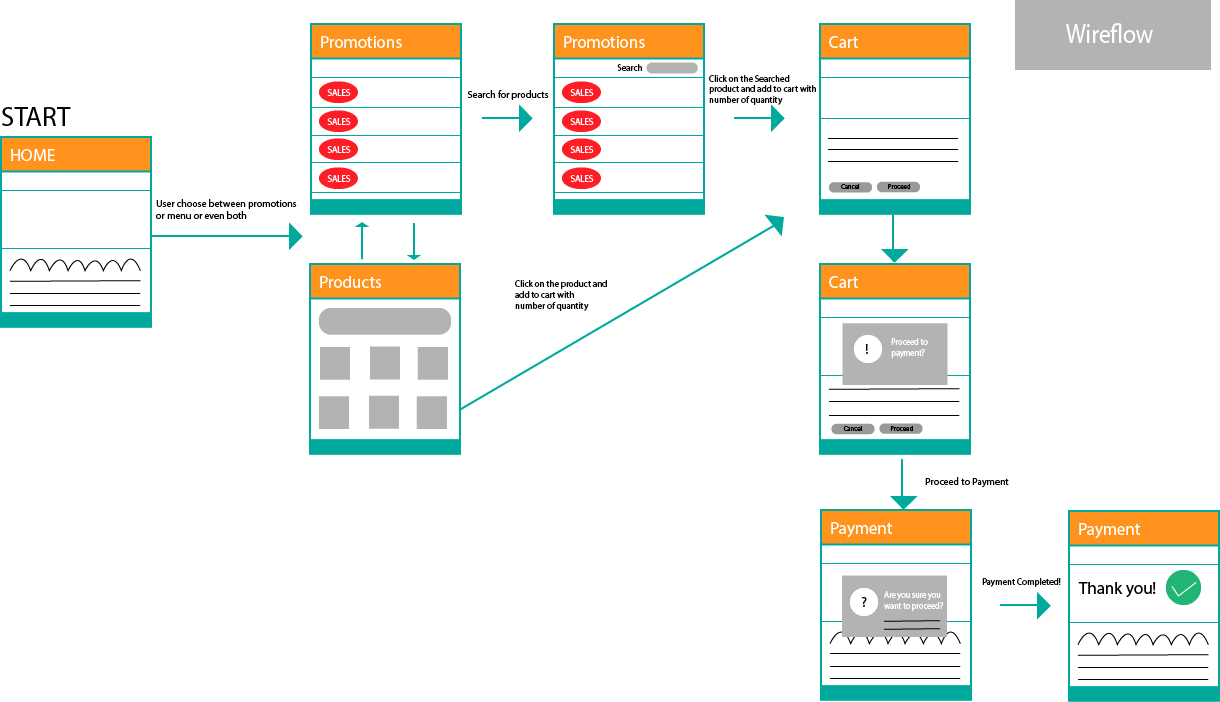 Wireflow
START
HOME
User choose between promotions
or menu or even both
Promotions
SALES
SALES
SALES
SALES
Search for products
Promotions
Search
SALES
SALES
SALES
SALES
Click on the Searched
product and add to cart with
number of quantity
Cart
Cancel
Proceed
Products
Click on the product and
add to cart with
number of quantity
Cart
!
Proceed to
payment?
Cancel
Proceed
Proceed to Payment
Payment
?
Are you sure you
want to proceed?
Payment Completed!
Payment
Thank you!